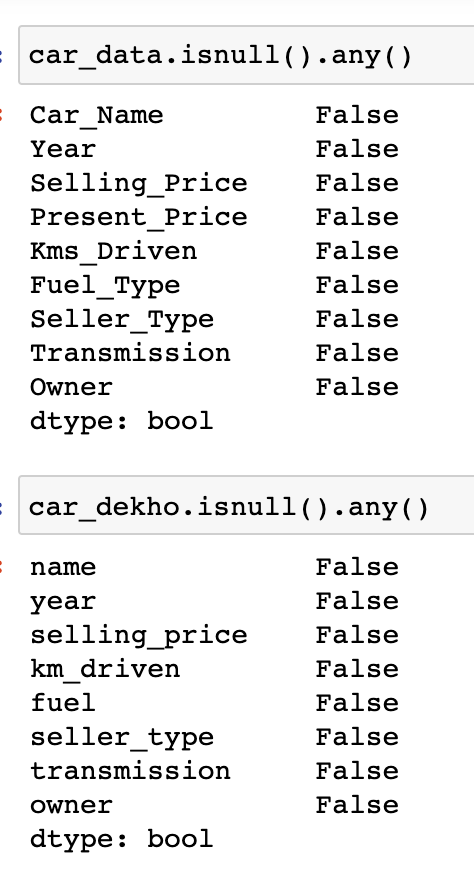 car_data.isnull().any()
Car_Name False
Year False
Selling_Price False
Present_Price False
Kms_Driven False
Fuel_Type False
Seller_Type False
Transmission False
Owner False
dtype: bool
car_dekho.isnull().any()
name False
year False
selling_price False
km_driven False
fuel False
seller_type False
transmission False
owner False
dtype: bool